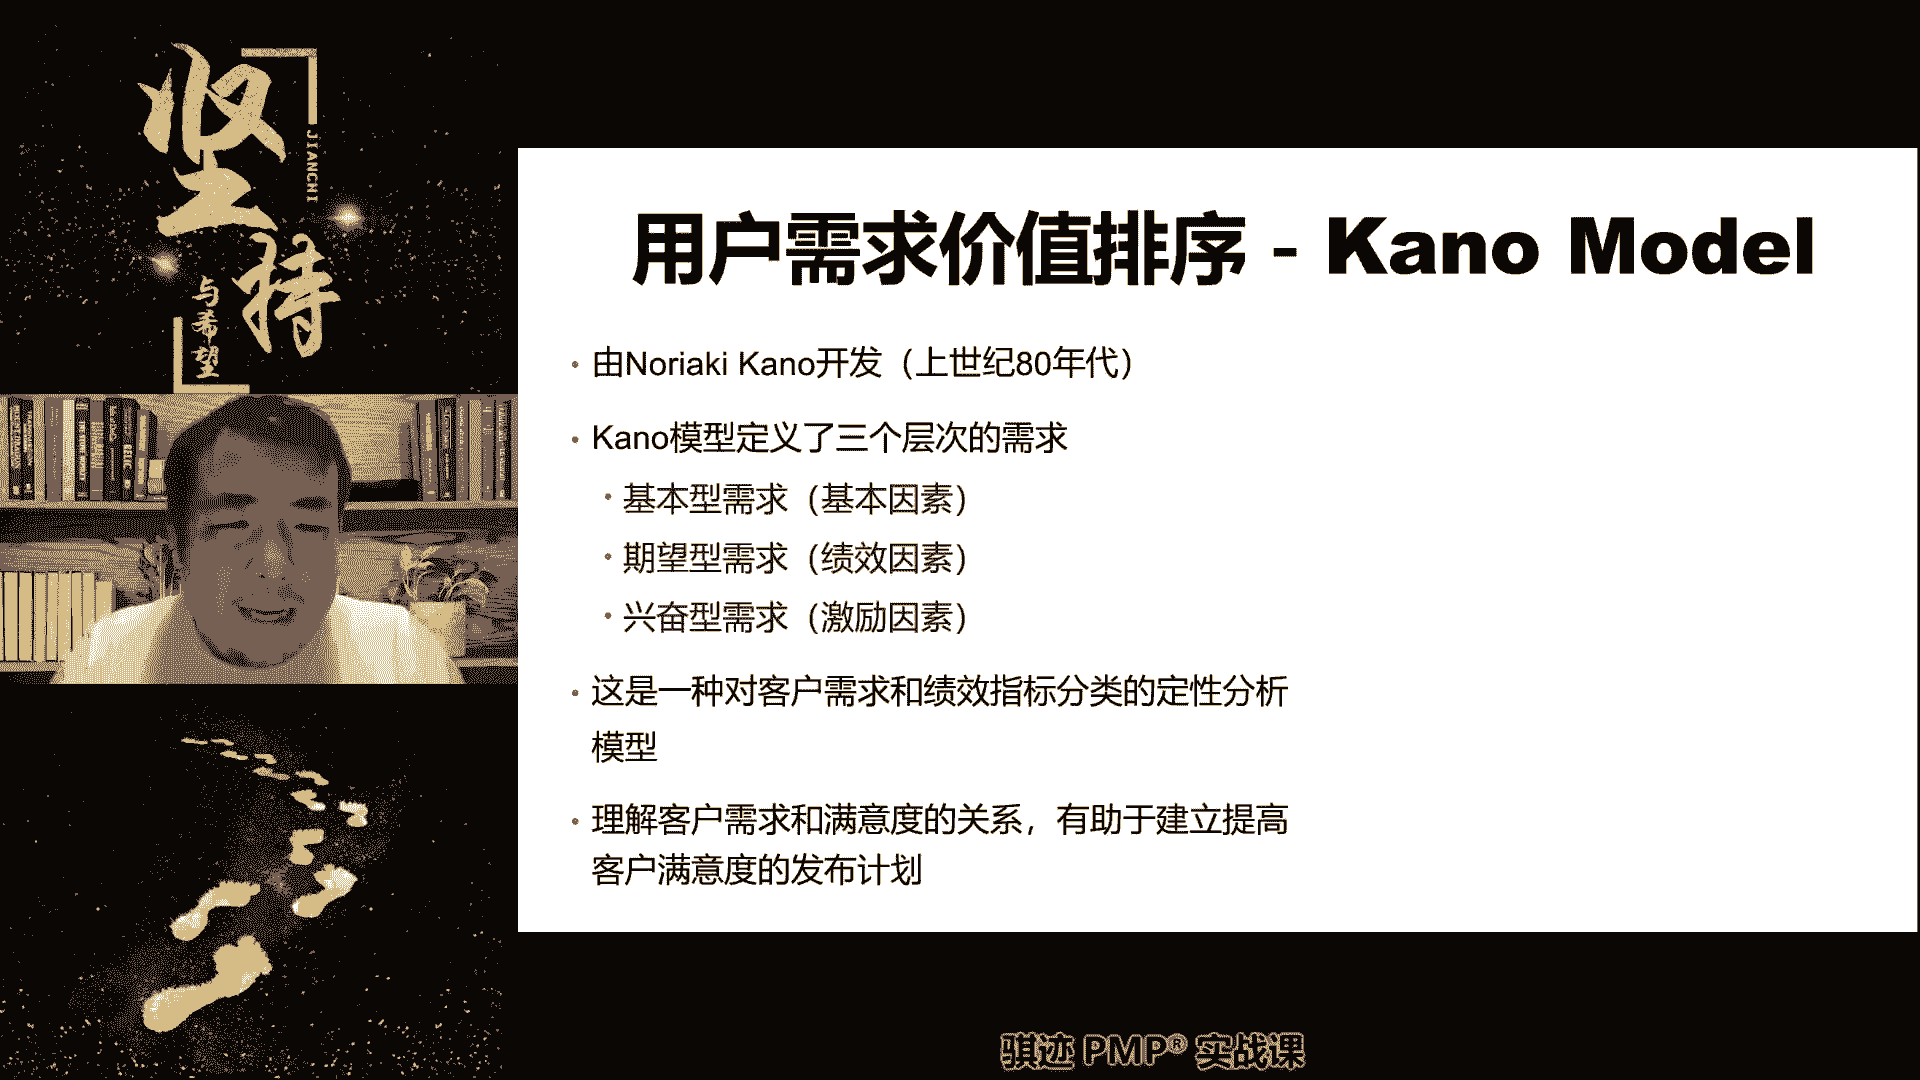 坚持
JIANCHI
与希望
用户需求价值排序 - Kano Model
· 由Noriaki Kano开发（上世纪80年代）
· Kano模型定义了三个层次的需求
· 基本型需求（基本因素）
· 期望型需求（绩效因素）
· 兴奋型需求（激励因素）
· 这是一种对客户需求和绩效指标分类的定性分析
模型
· 理解客户需求和满意度的关系，有助于建立提高
客户满意度的发布计划
骐迹 PMP® 实战课